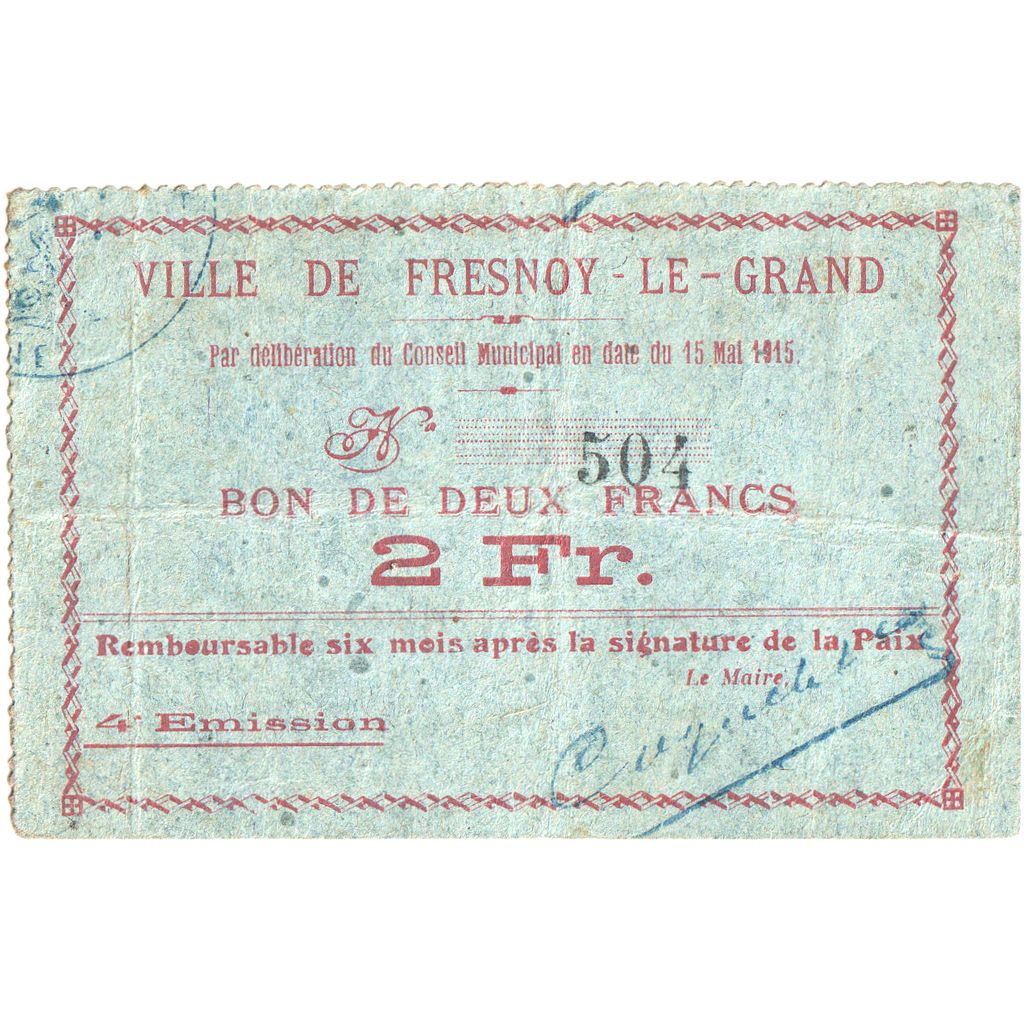 VILLE DE FRESNOY-LE-GRAND
Par délibération du Conseil Municipal en date du 15 Mai 1915.
No 504
BON DE DEUX FRANCS
2 Fr.
Remboursable six mois après la signature de la Paix
Le Maire,
4e Emission